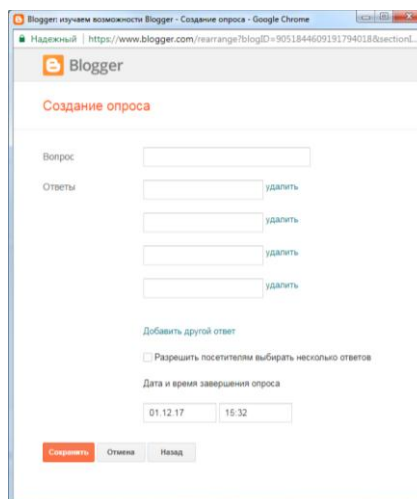 Blogger: изучаем возможности Blogger - Создание опроса - Google Chrome
Надежный | https://www.blogger.com/rearrange?blogID=9051844609191794018&sectionI...
Blogger
Создание опроса
Вопрос
Ответы
удалить
удалить
удалить
удалить
Добавить другой ответ
Разрешить посетителям выбирать несколько ответов
Дата и время завершения опроса
01.12.17 15:32
Сохранить Отмена Назад